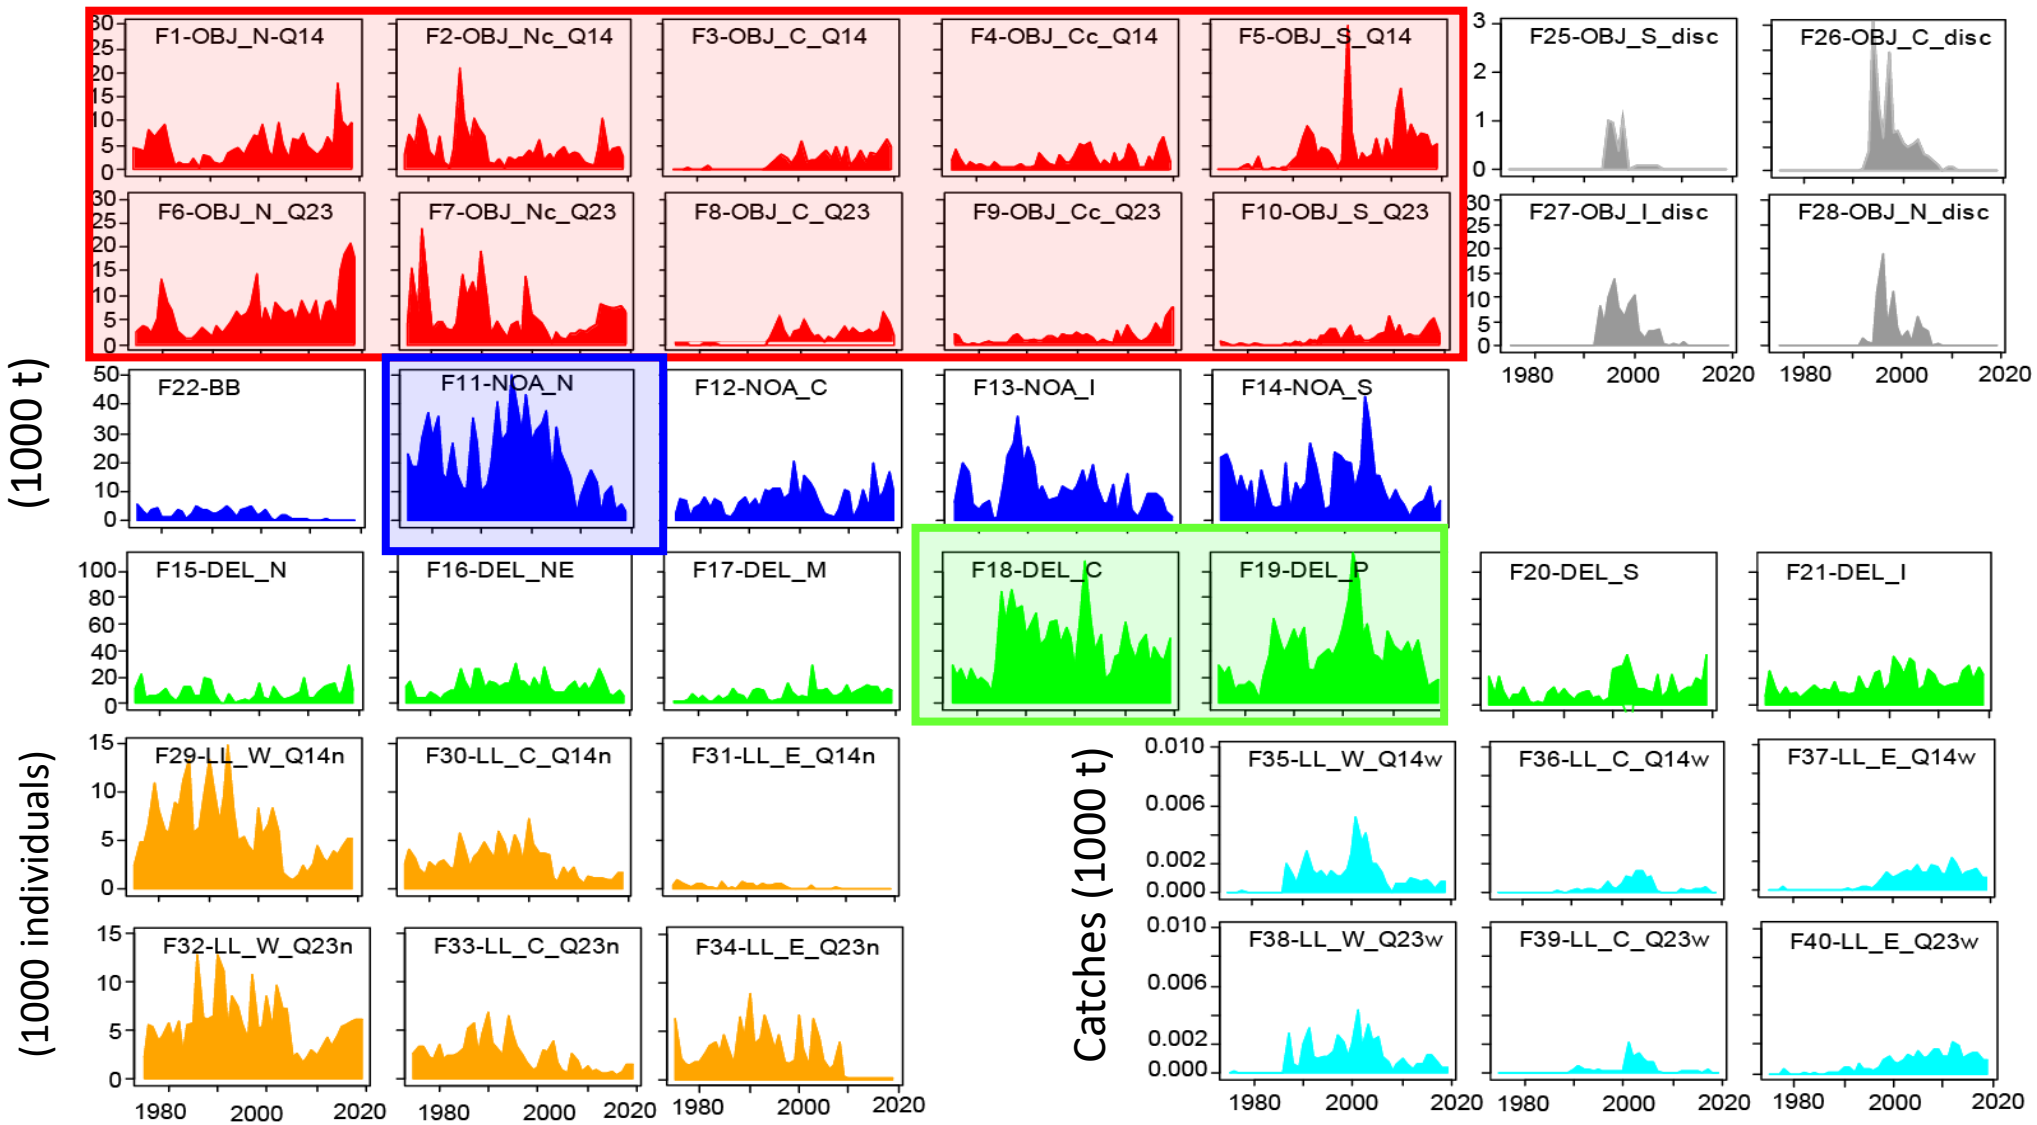 F1-OBJ_N-Q14
F2-OBJ_Nc_Q14
F3-OBJ_C_Q14
F4-OBJ_Cc_Q14
F5-OBJ_S_Q14
F25-OBJ_S_disc
F26-OBJ_C_disc
30
20
15
10
5
0
3
2
1
0
F6-OBJ_N_Q23
F7-OBJ_Nc_Q23
F8-OBJ_C_Q23
F9-OBJ_Cc_Q23
F10-OBJ_S_Q23
F27-OBJ_I_disc
F28-OBJ_N_disc
30
25
20
15
10
5
0
30
25
20
15
10
5
0
1980 2000 2020
1980 2000 2020
(1000 t)
F22-BB
F11-NOA_N
F12-NOA_C
F13-NOA_I
F14-NOA_S
50
40
30
20
10
0
F15-DEL_N
F16-DEL_NE
F17-DEL_M
F18-DEL_C
F19-DEL_P
F20-DEL_S
F21-DEL_I
100
80
60
40
20
0
(1000 individuals)
F29-LL_W_Q14n
F30-LL_C_Q14n
F31-LL_E_Q14n
15
10
5
0
Catches (1000 t)
F35-LL_W_Q14w
F36-LL_C_Q14w
F37-LL_E_Q14w
0.010
0.006
0.002
0.000
F32-LL_W_Q23n
F33-LL_C_Q23n
F34-LL_E_Q23n
15
10
5
0
F38-LL_W_Q23w
F39-LL_C_Q23w
F40-LL_E_Q23w
0.010
0.006
0.002
0.000
1980 2000 2020
1980 2000 2020
1980 2000 2020
1980 2000 2020
1980 2000 2020
1980 2000 2020